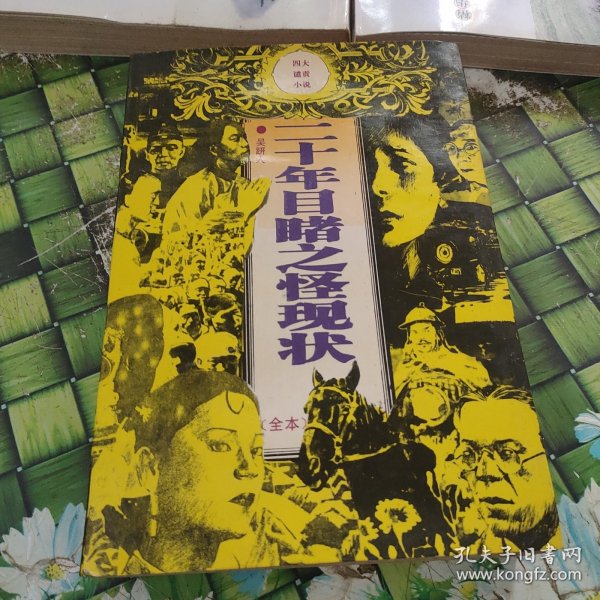 四大
谴责
小说
吴趼人
二十年目睹之怪现状
（全本）
孔夫子旧书网
www.kongfz.com